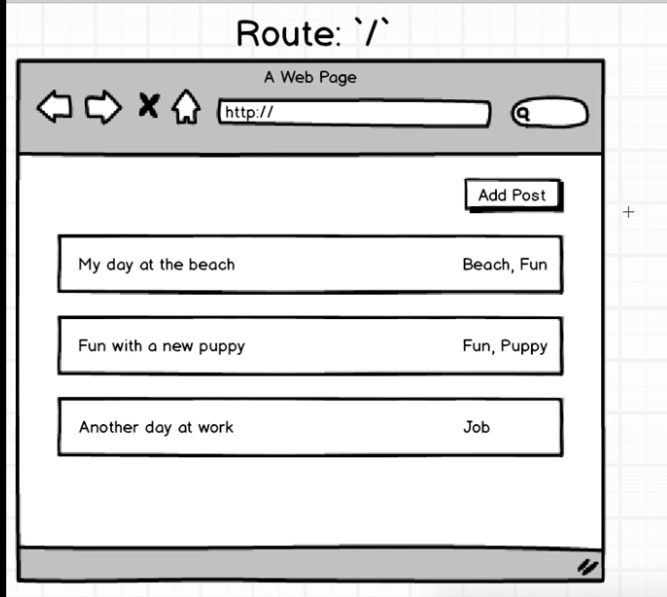 Route: `/`
A Web Page
http://
Add Post
My day at the beach Beach, Fun
Fun with a new puppy Fun, Puppy
Another day at work Job